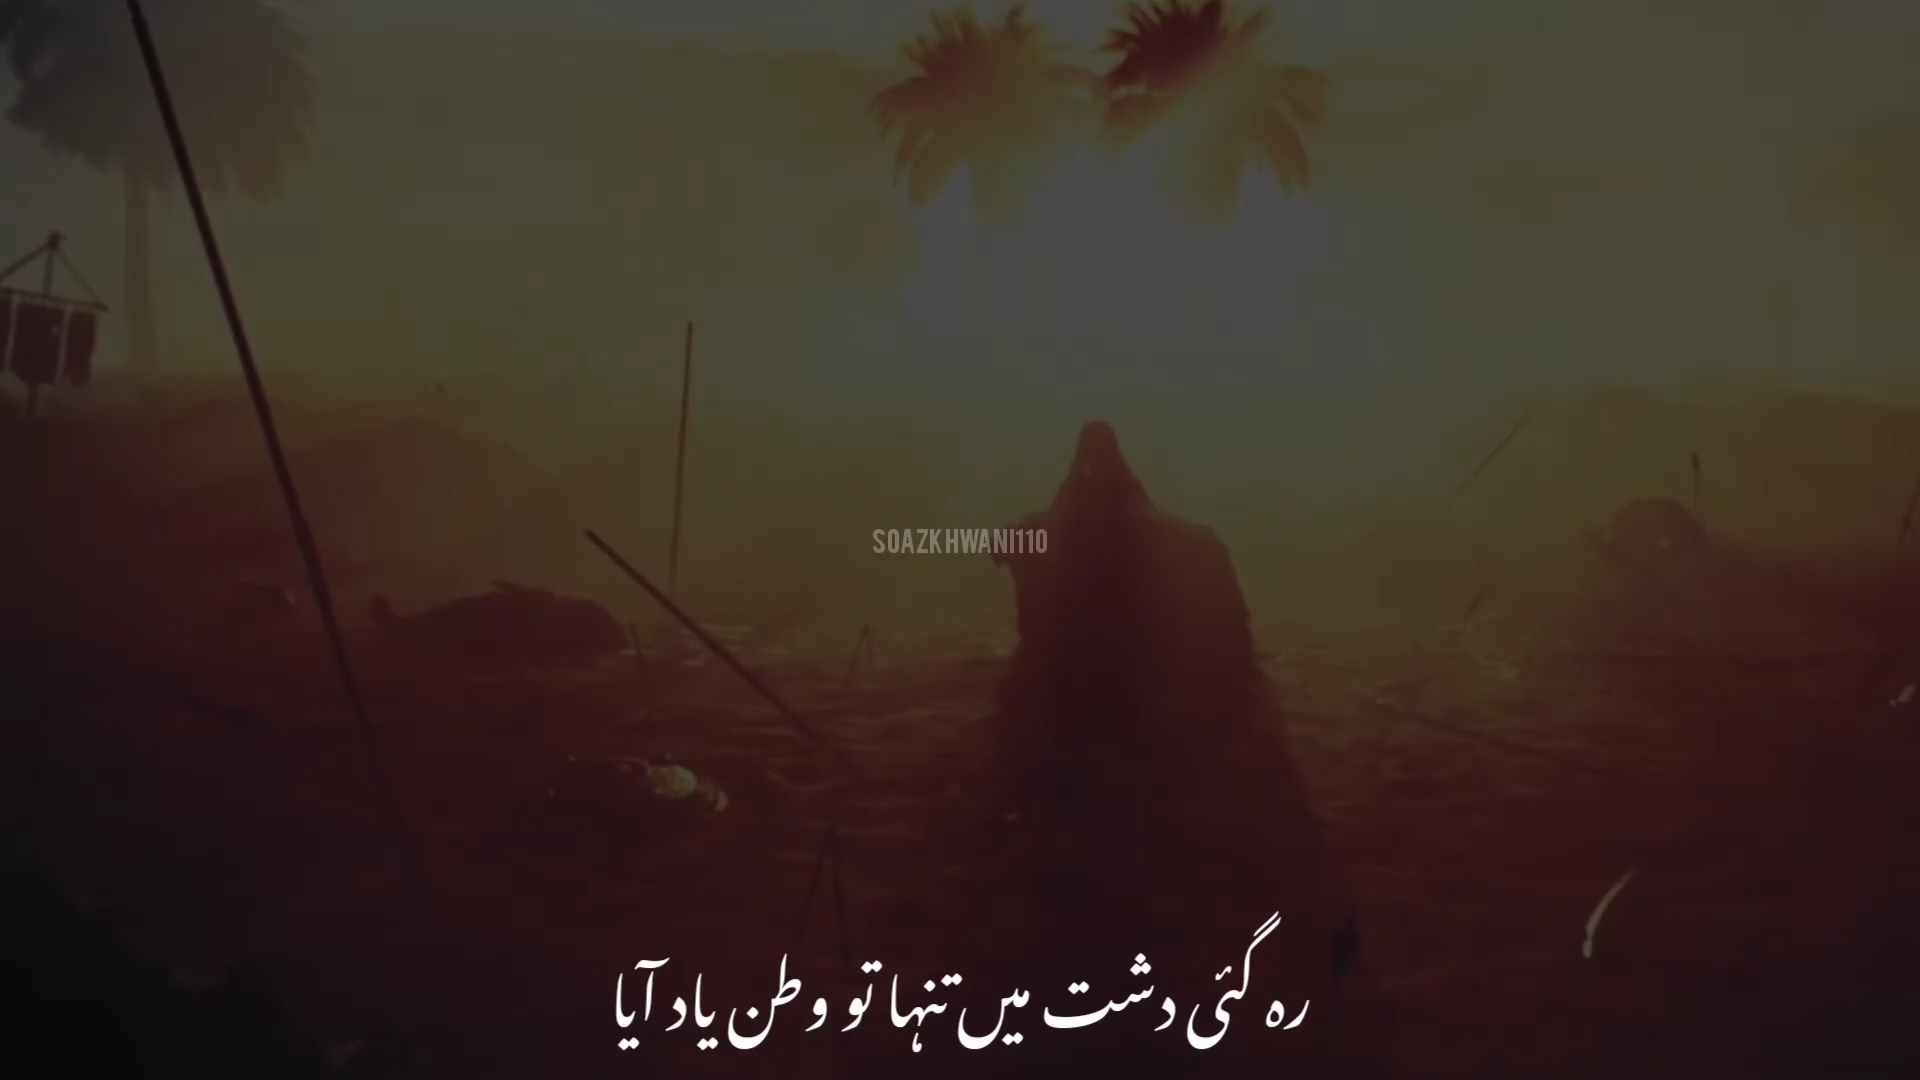 SOAZKHWANI110
رہ گئی دشت میں تنہا تو وطن یاد آیا